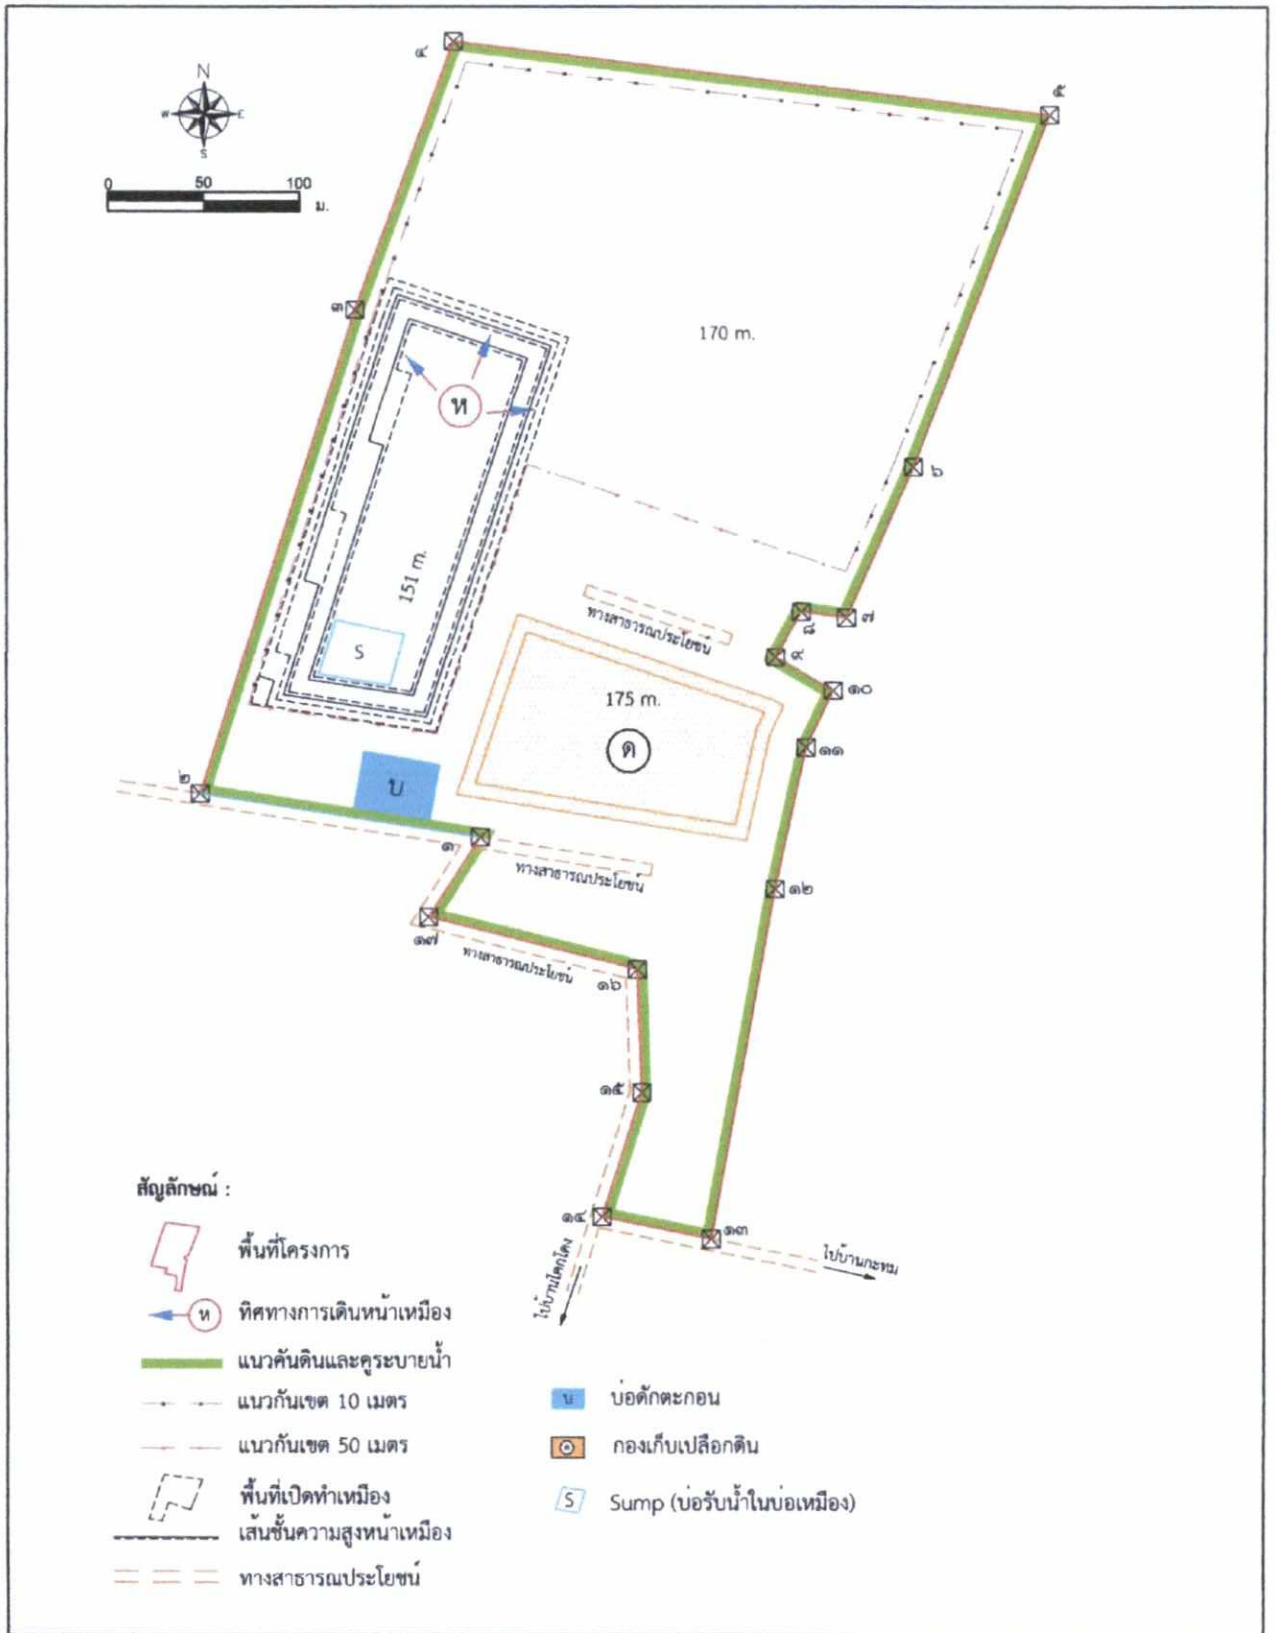 ๔
๕
N
W
E
S
0 50 100
ม.
๓
170 m.
ห
๖
151 m.
ทางสาธารณประโยชน์
๘
๗
S
๙
175 m.
๑๐
ด
๑๑
๒
บ
๑
ทางสาธารณประโยชน์
๑๒
๑๗
ทางสาธารณประโยชน์
๑๖
๑๕
๑๔
๑๓
ไปบ้านโคกโคง
ไปบ้านกะทม
สัญลักษณ์ :
พื้นที่โครงการ
ห ทิศทางการเดินหน้าเหมือง
แนวคันดินและคูระบายน้ำ
แนวกันเขต 10 เมตร
แนวกันเขต 50 เมตร
พื้นที่เปิดทำเหมือง
เส้นชั้นความสูงหน้าเหมือง
ทางสาธารณประโยชน์
บ บ่อดักตะกอน
ด กองเก็บเปลือกดิน
S Sump (บ่อรับน้ำในบ่อเหมือง)